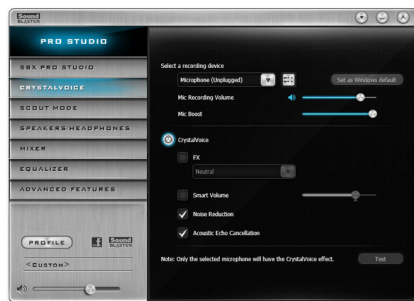 Sound
BLASTER
PRO STUDIO
SBX PRO STUDIO
CRYSTALVOICE
SCOUT MODE
SPEAKERS/HEADPHONES
MIXER
EQUALIZER
ADVANCED FEATURES
PROFILE
f
Sound
BLASTER
<CUSTOM>
Select a recording device
Microphone (Unplugged)
Set as Windows default
Mic Recording Volume
Mic Boost
CrystalVoice
FX
Neutral
Smart Volume
Noise Reduction
Acoustic Echo Cancellation
Note: Only the selected microphone will have the CrystalVoice effect.
Test